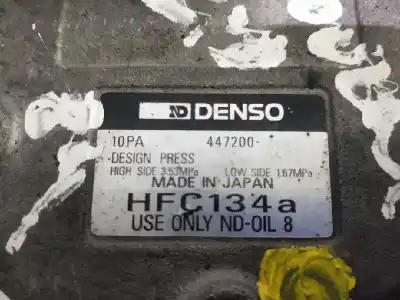 ND DENSO
10PA 447200-
DESIGN PRESS
HIGH SIDE 3.53MPa LOW SIDE 1.67MPa
MADE IN JAPAN
HFC134a
USE ONLY ND-OIL 8